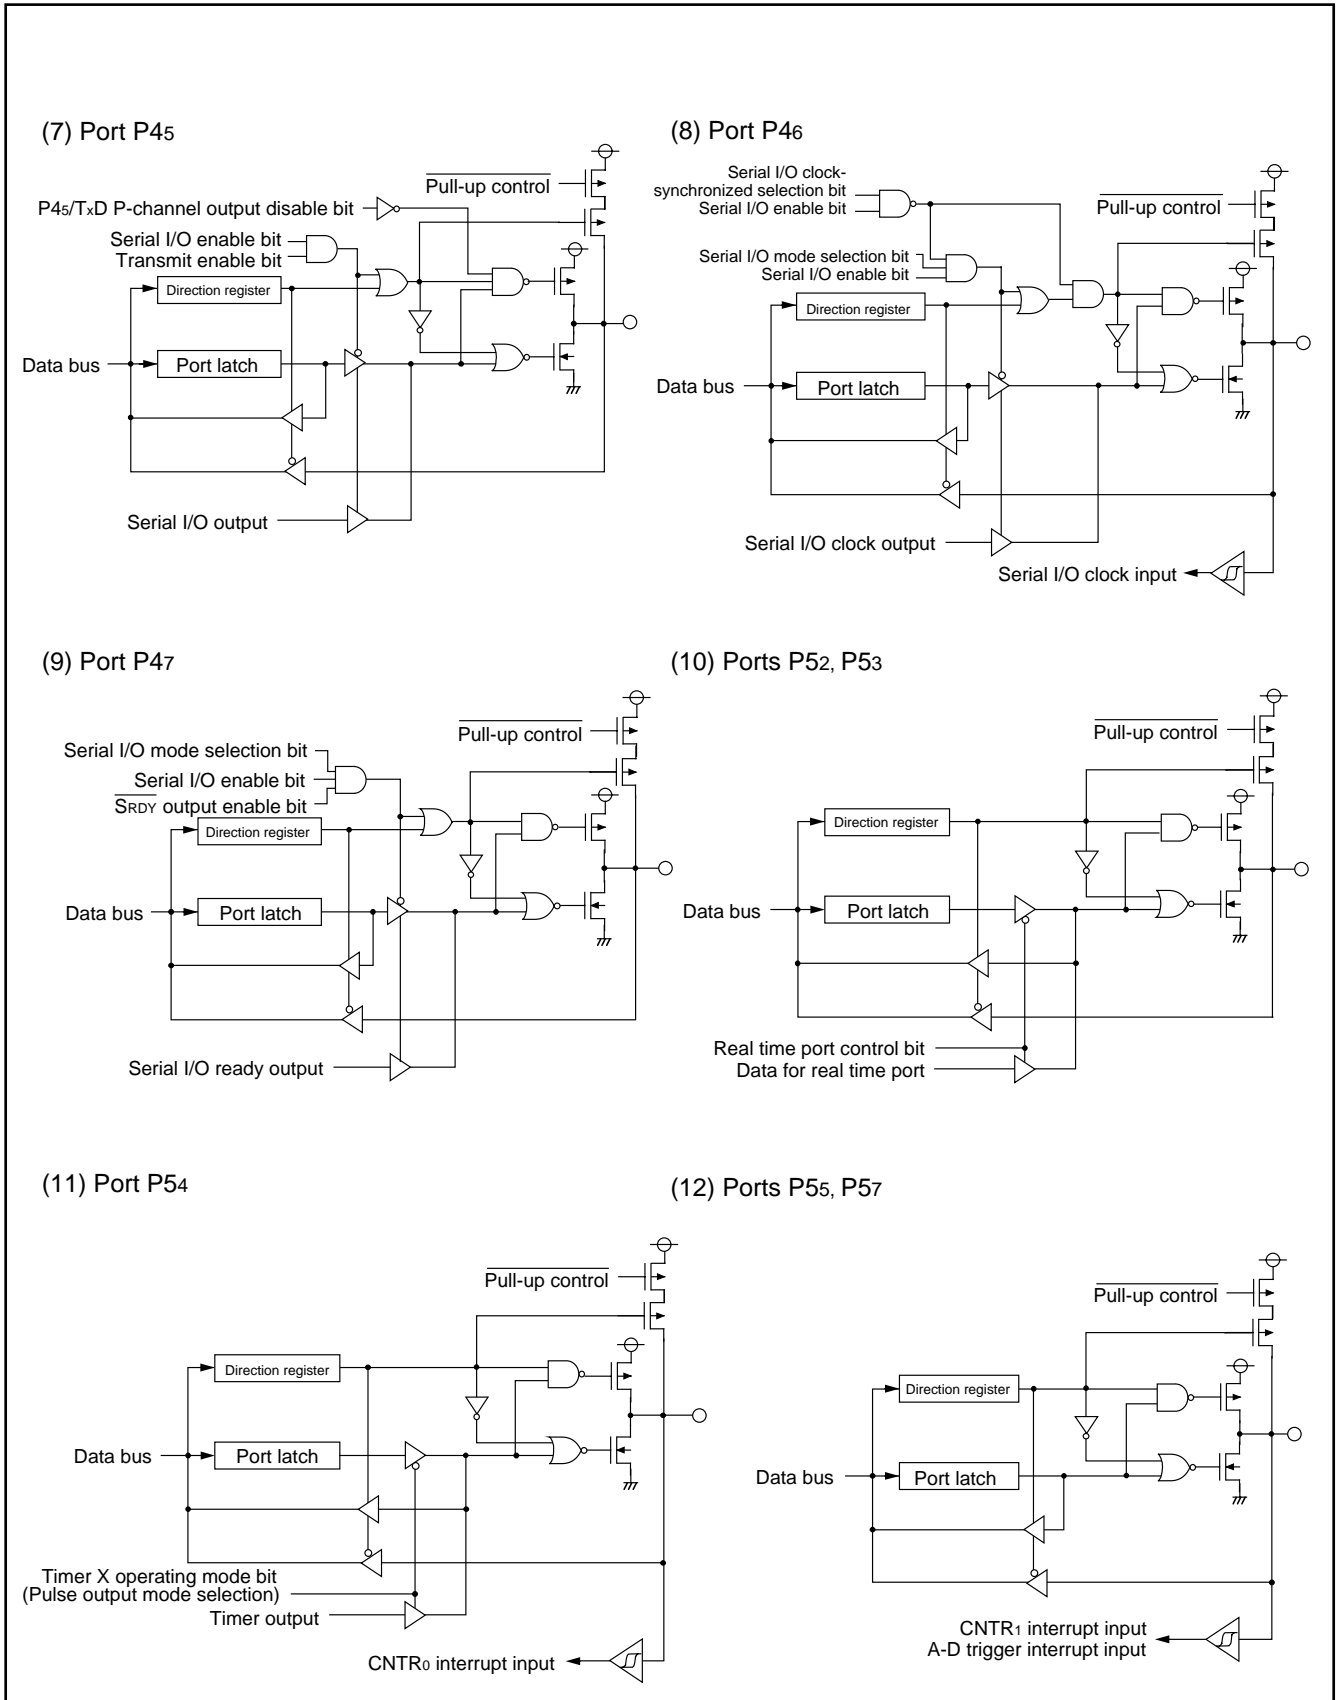 (7) Port P45
Pull-up control
P45/TxD P-channel output disable bit
Serial I/O enable bit
Transmit enable bit
Direction register
Data bus
Port latch
Serial I/O output
(8) Port P46
Serial I/O clock-
synchronized selection bit
Serial I/O enable bit
Pull-up control
Serial I/O mode selection bit
Serial I/O enable bit
Direction register
Data bus
Port latch
Serial I/O clock output
Serial I/O clock input
(9) Port P47
Pull-up control
Serial I/O mode selection bit
Serial I/O enable bit
SRDY output enable bit
Direction register
Data bus
Port latch
Serial I/O ready output
(10) Ports P52, P53
Pull-up control
Direction register
Data bus
Port latch
Real time port control bit
Data for real time port
(11) Port P54
Pull-up control
Direction register
Data bus
Port latch
Timer X operating mode bit
(Pulse output mode selection)
Timer output
CNTR0 interrupt input
(12) Ports P55, P57
Pull-up control
Direction register
Data bus
Port latch
CNTR1 interrupt input
A-D trigger interrupt input